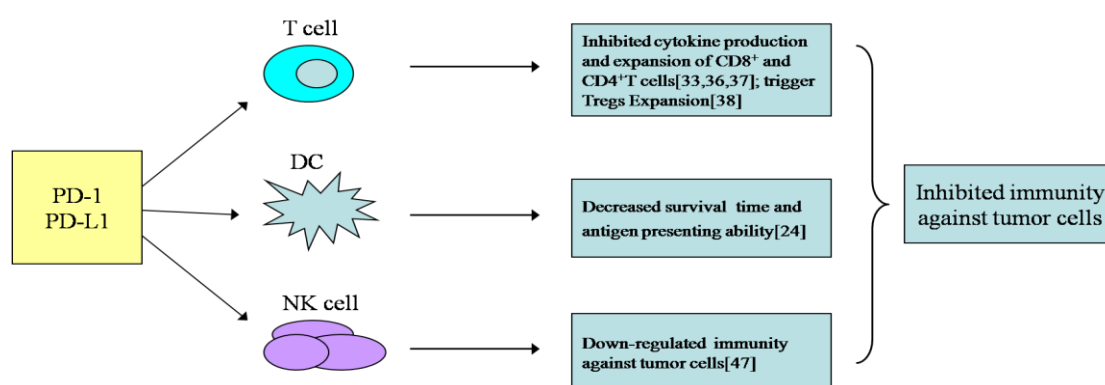 T cell
Inhibited cytokine production
and expansion of CD8⁺ and
CD4⁺T cells[33,36,37]; trigger
Tregs Expansion[38]
PD-1
PD-L1
DC
Decreased survival time and
antigen presenting ability[24]
Inhibited immunity
against tumor cells
NK cell
Down-regulated immunity
against tumor cells[47]